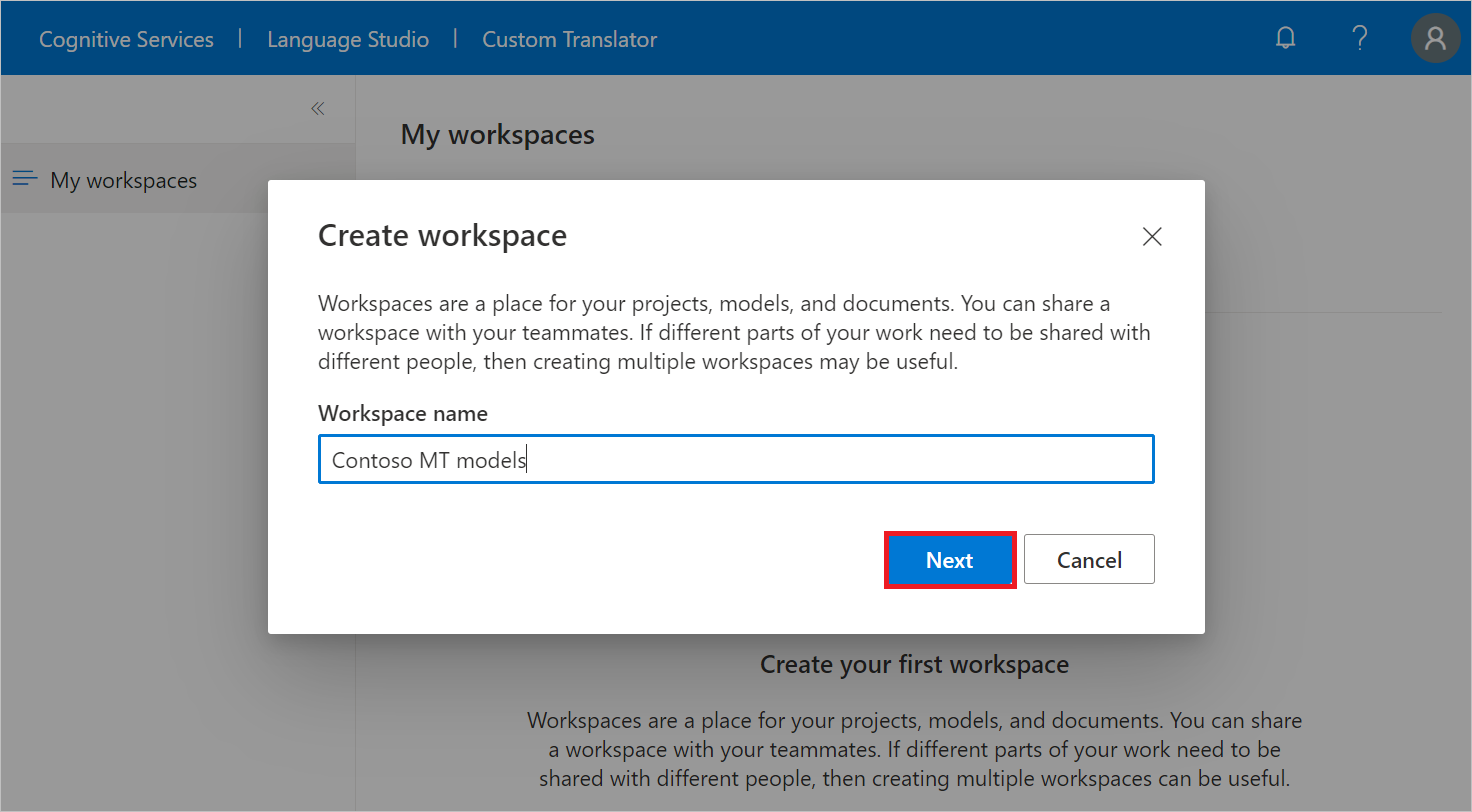 Cognitive Services | Language Studio | Custom Translator
My workspaces
My workspaces
Create workspace
Workspaces are a place for your projects, models, and documents. You can share a
workspace with your teammates. If different parts of your work need to be shared with
different people, then creating multiple workspaces may be useful.
Workspace name
Contoso MT models
Next
Cancel
Create your first workspace
Workspaces are a place for your projects, models, and documents. You can share
a workspace with your teammates. If different parts of your work need to be
shared with different people, then creating multiple workspaces can be useful.